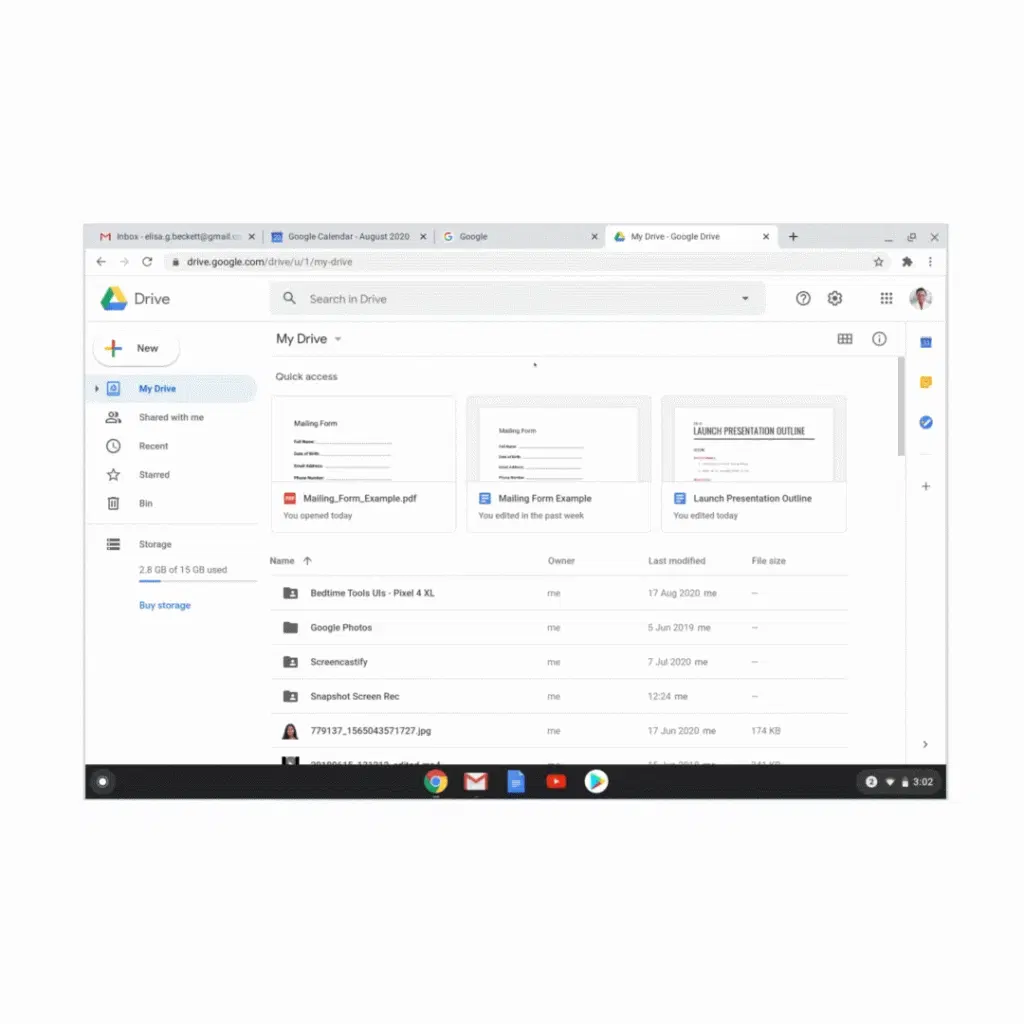 Inbox - elisa.g.beckett@gmail.co
Google Calendar - August 2020
Google
My Drive - Google Drive
drive.google.com/drive/u/1/my-drive
Drive
Search in Drive
New
My Drive
Shared with me
Recent
Starred
Bin
Storage
2.8 GB of 15 GB used
Buy storage
My Drive
Quick access
Mailing Form
Full Name:
Date of Birth:
Email Address:
Phone Number:
Mailing_Form_Example.pdf
You opened today
Mailing Form
Full Name:
Date of Birth:
Email Address:
Phone Number:
Mailing Form Example
You edited in the past week
LAUNCH PRESENTATION OUTLINE
Launch Presentation Outline
You edited today
Name Owner Last modified File size
Bedtime Tools UIs - Pixel 4 XL me 17 Aug 2020 me –
Google Photos me 5 Jun 2019 me –
Screencastify me 7 Jul 2020 me –
Snapshot Screen Rec me 12:24 me –
779137_1565043571727.jpg me 17 Jun 2020 me 174 KB
2 3:02